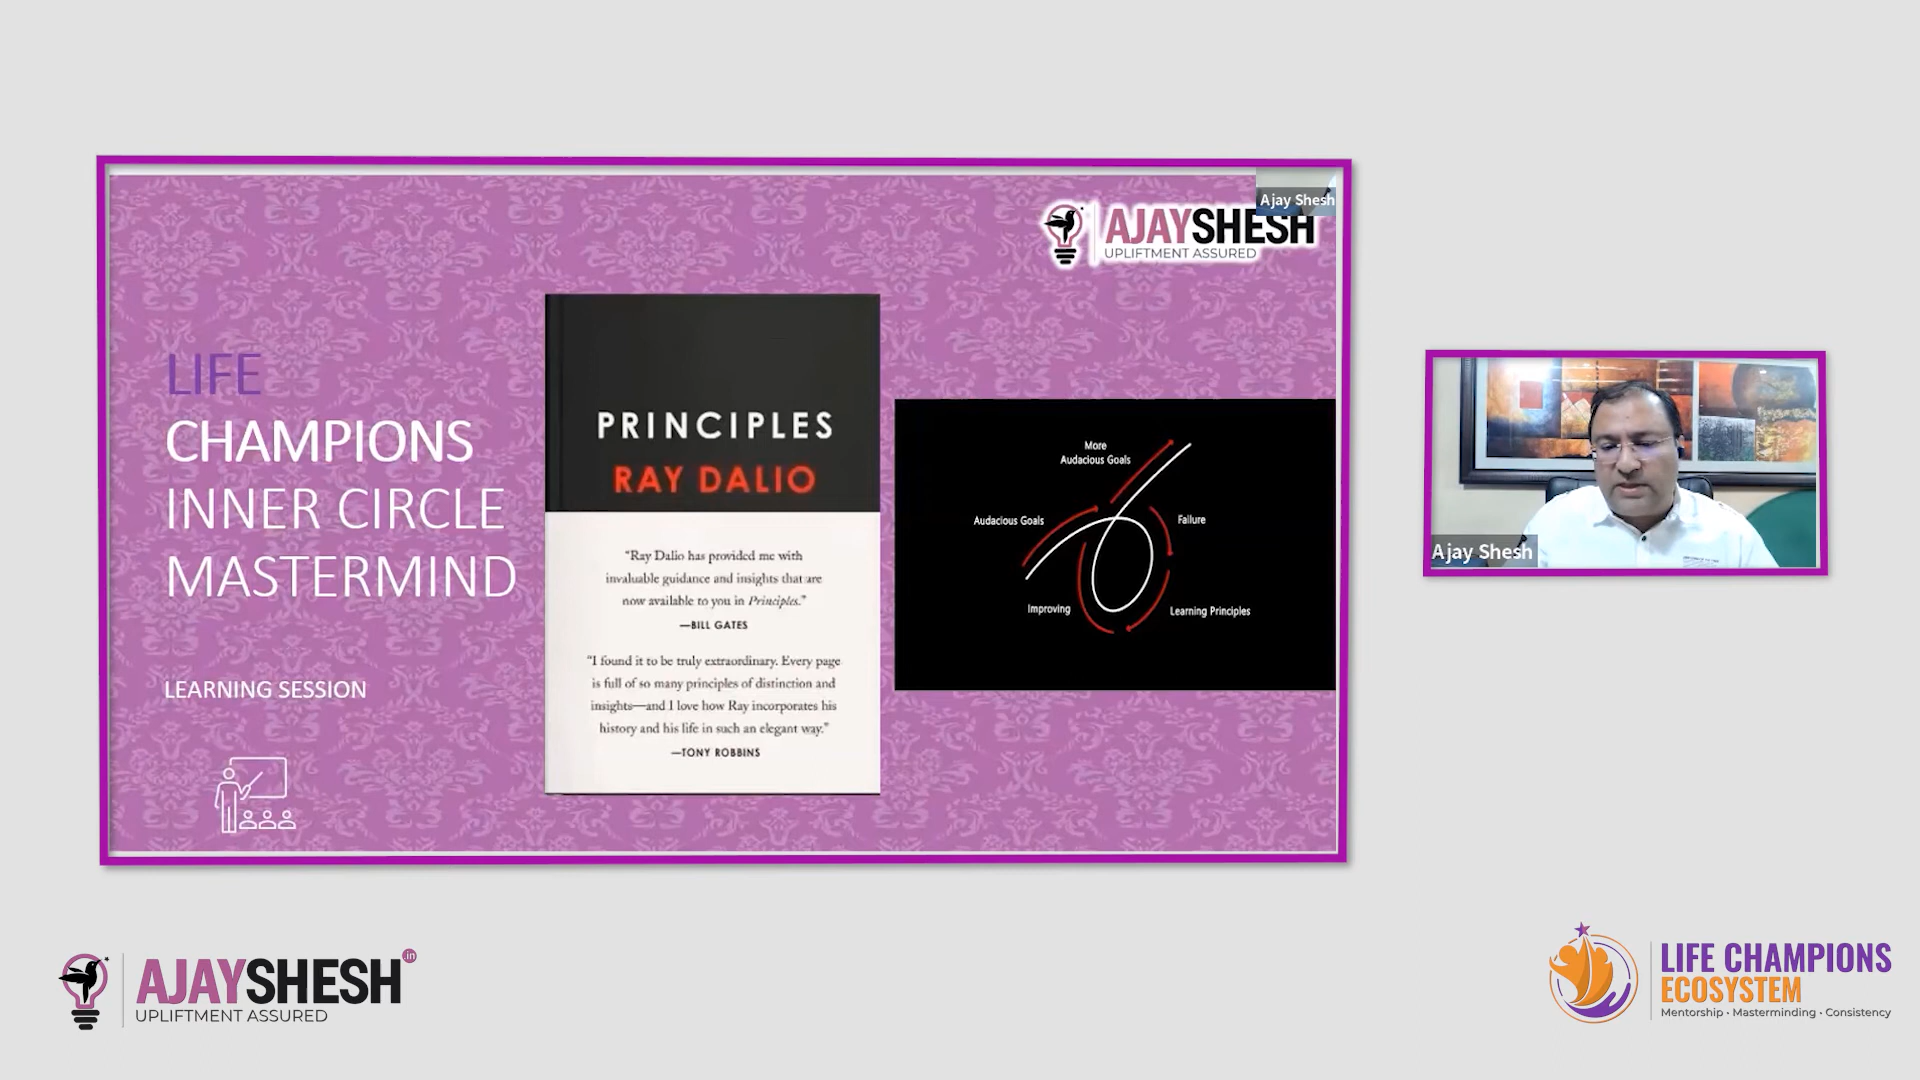 Ajay Shesh
AJAYSHESH
UPLIFTMENT ASSURED
LIFE
CHAMPIONS
INNER CIRCLE
MASTERMIND
LEARNING SESSION
PRINCIPLES
RAY DALIO
“Ray Dalio has provided me with
invaluable guidance and insights that are
now available to you in Principles.”
—BILL GATES
“I found it to be truly extraordinary. Every page
is full of so many principles of distinction and
insights—and I love how Ray incorporates his
history and his life in such an elegant way.”
—TONY ROBBINS
More
Audacious Goals
Audacious Goals
Failure
Improving
Learning Principles
Ajay Shesh
AJAYSHESH.in
UPLIFTMENT ASSURED
LIFE CHAMPIONS
ECOSYSTEM
Mentorship • Masterminding • Consistency